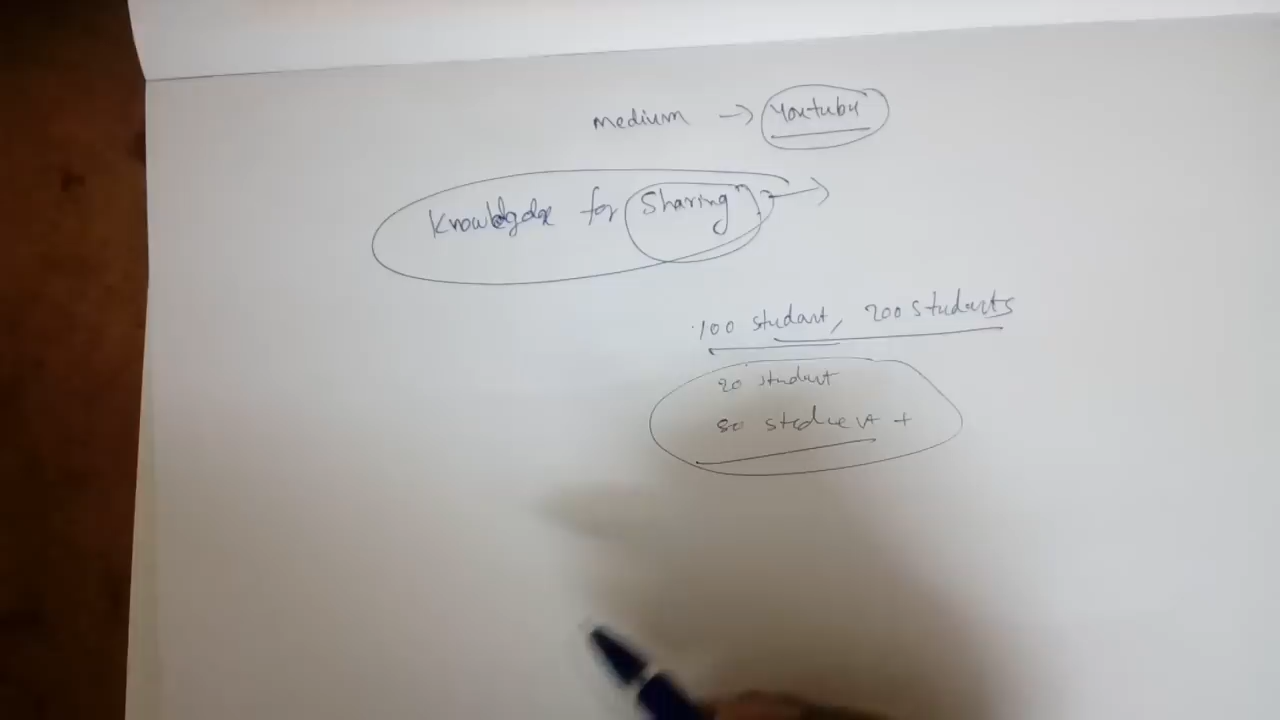 medium → Youtube
Knowledge for Sharing" →
100 student, 200 students
20 student
80 student +